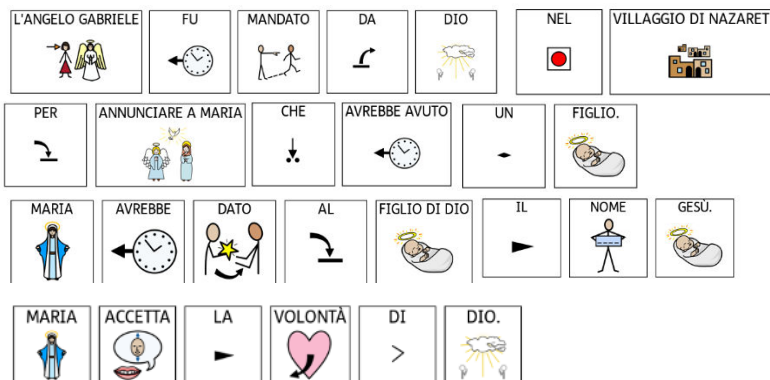 L'ANGELO GABRIELE FU MANDATO DA DIO NEL VILLAGGIO DI NAZARET
PER ANNUNCIARE A MARIA CHE AVREBBE AVUTO UN FIGLIO.
MARIA AVREBBE DATO AL FIGLIO DI DIO IL NOME GESÙ.
MARIA ACCETTA LA VOLONTÀ DI DIO.